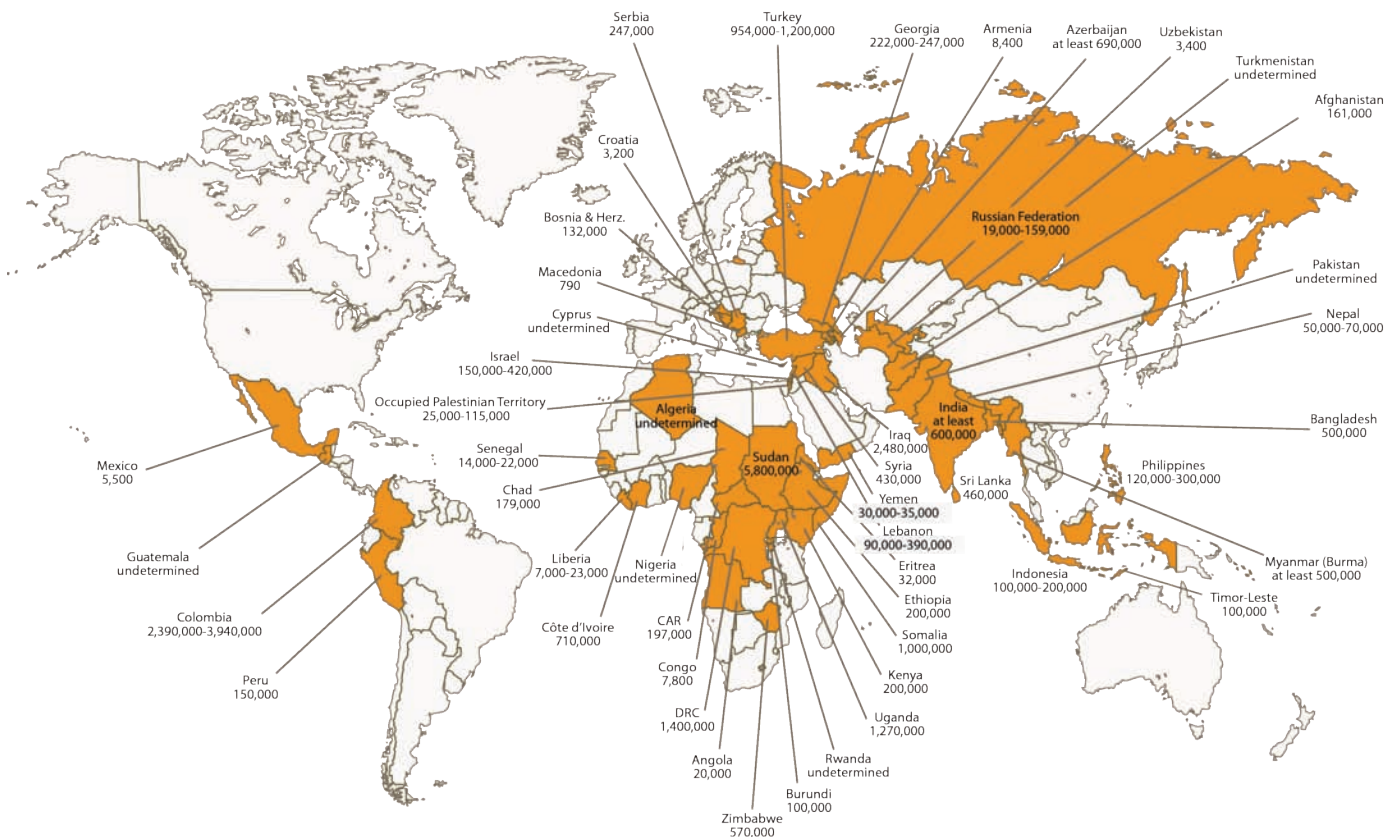 Serbia
247,000
Turkey
954,000-1,200,000
Georgia
222,000-247,000
Armenia
8,400
Azerbaijan
at least 690,000
Uzbekistan
3,400
Turkmenistan
undetermined
Afghanistan
161,000
Croatia
3,200
Bosnia & Herz.
132,000
Macedonia
790
Cyprus
undetermined
Israel
150,000-420,000
Occupied Palestinian Territory
25,000-115,000
Russian Federation
19,000-159,000
Pakistan
undetermined
Nepal
50,000-70,000
Bangladesh
500,000
Algeria
undetermined
India
at least
600,000
Senegal
14,000-22,000
Chad
179,000
Sudan
5,800,000
Iraq
2,480,000
Syria
430,000
Yemen
30,000-35,000
Lebanon
90,000-390,000
Sri Lanka
460,000
Philippines
120,000-300,000
Mexico
5,500
Guatemala
undetermined
Colombia
2,390,000-3,940,000
Peru
150,000
Liberia
7,000-23,000
Côte d’Ivoire
710,000
Nigeria
undetermined
CAR
197,000
Congo
7,800
DRC
1,400,000
Angola
20,000
Zimbabwe
570,000
Burundi
100,000
Rwanda
undetermined
Uganda
1,270,000
Kenya
200,000
Somalia
1,000,000
Ethiopia
200,000
Eritrea
32,000
Indonesia
100,000-200,000
Myanmar (Burma)
at least 500,000
Timor-Leste
100,000